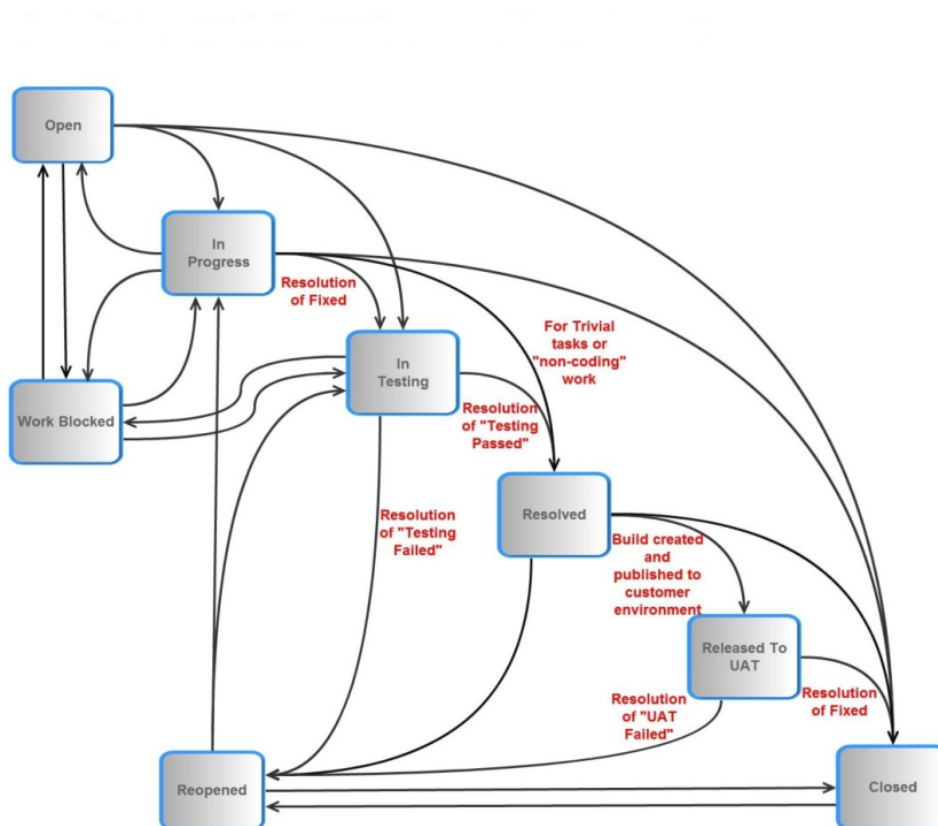 Open
In
Progress
Resolution
of Fixed
For Trivial
tasks or
"non-coding"
work
In
Testing
Work Blocked
Resolution
of "Testing
Passed"
Resolved
Resolution
of "Testing
Failed"
Build created
and
published to
customer
environment
Released To
UAT
Resolution
of "UAT
Failed"
Resolution
of Fixed
Reopened
Closed